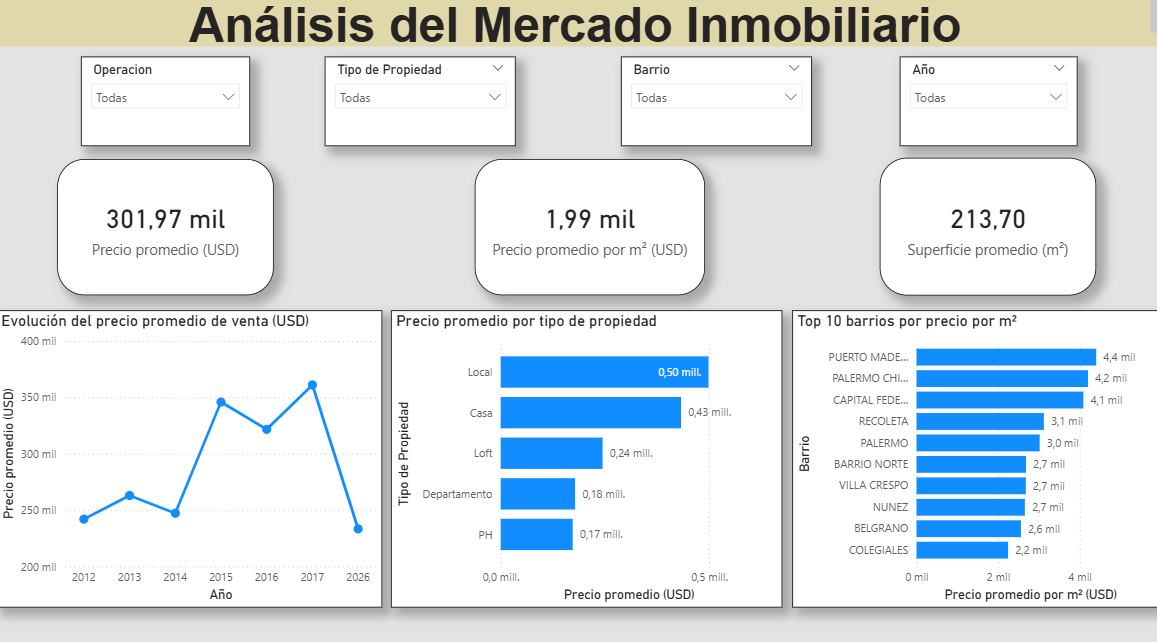 Análisis del Mercado Inmobiliario
Operacion
Todas
Tipo de Propiedad
Todas
Barrio
Todas
Año
Todas
301,97 mil
Precio promedio (USD)
1,99 mil
Precio promedio por m² (USD)
213,70
Superficie promedio (m²)
Evolución del precio promedio de venta (USD)
400 mil
350 mil
300 mil
250 mil
200 mil
Precio promedio (USD)
2012 2013 2014 2015 2016 2017 2026
Año
Precio promedio por tipo de propiedad
Tipo de Propiedad
Local 0,50 mill.
Casa 0,43 mill.
Loft 0,24 mill.
Departamento 0,18 mill.
PH 0,17 mill.
0,0 mill. 0,5 mill.
Precio promedio (USD)
Top 10 barrios por precio por m²
Barrio
PUERTO MADE... 4,4 mil
PALERMO CHI... 4,2 mil
CAPITAL FEDE... 4,1 mil
RECOLETA 3,1 mil
PALERMO 3,0 mil
BARRIO NORTE 2,7 mil
VILLA CRESPO 2,7 mil
NUNEZ 2,7 mil
BELGRANO 2,6 mil
COLEGIALES 2,2 mil
0 mil 2 mil 4 mil
Precio promedio por m² (USD)